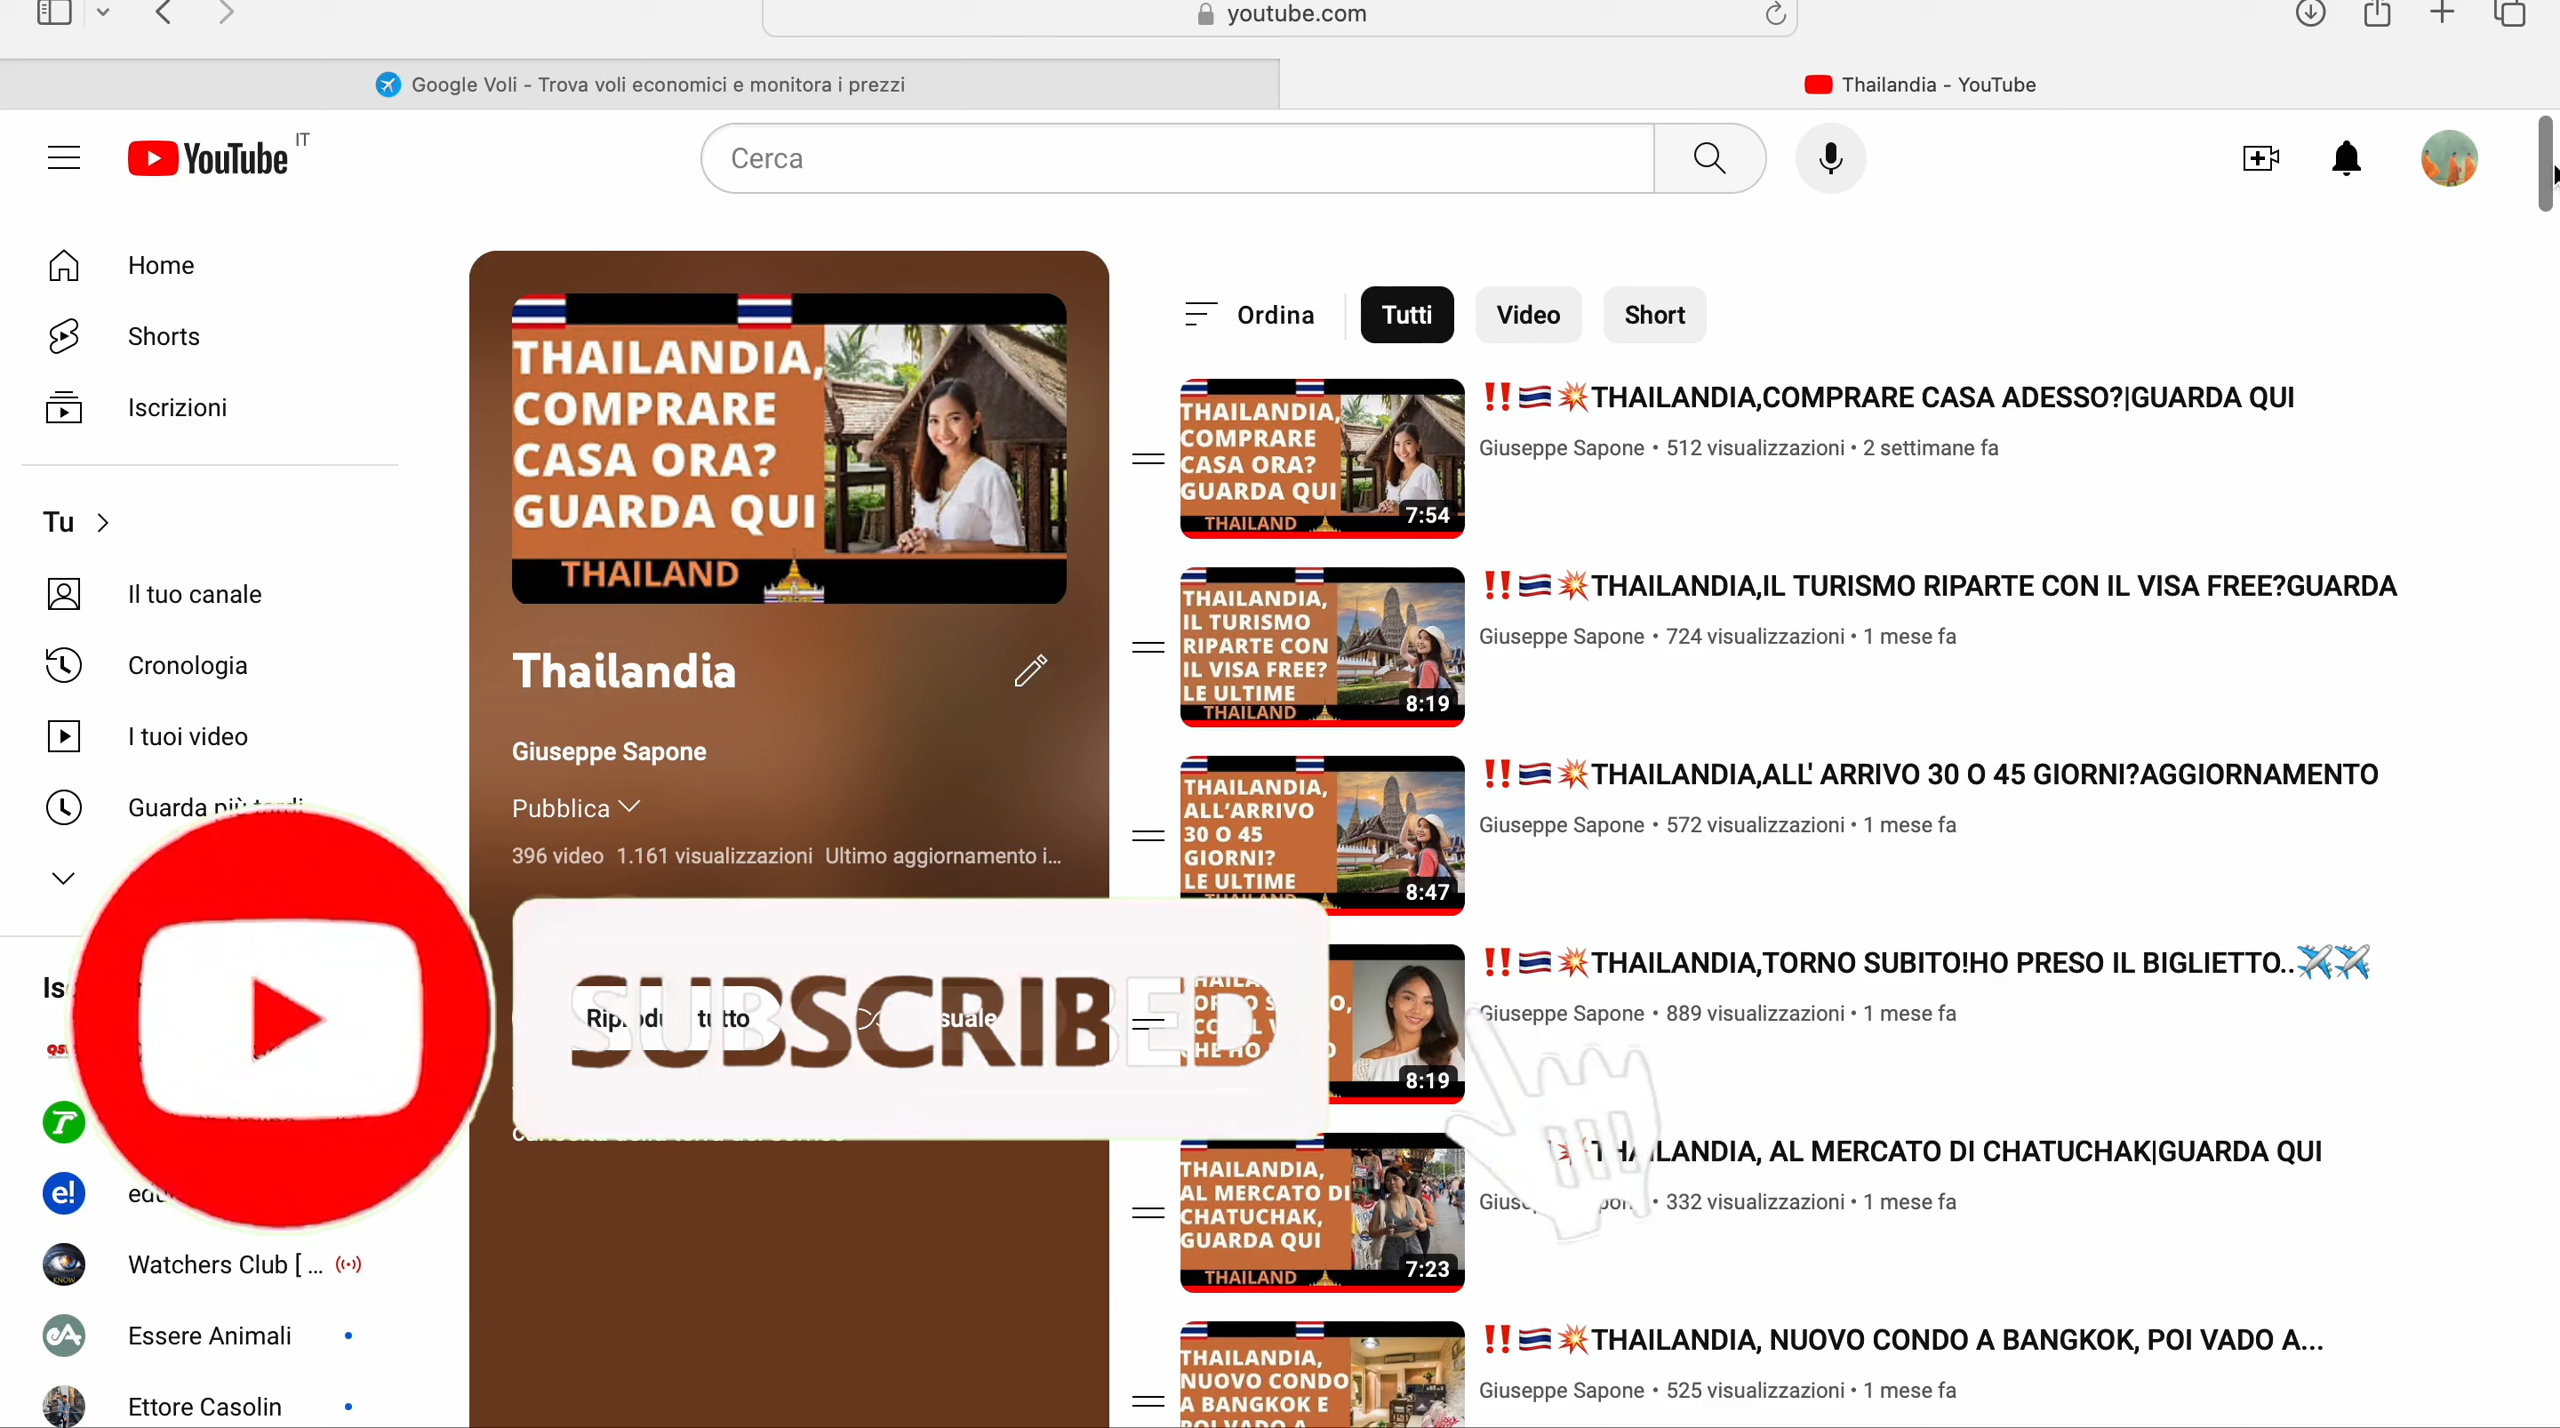 youtube.com
Google Voli - Trova voli economici e monitora i prezzi
Thailandia - YouTube
YouTube IT
Cerca
Home
Shorts
Iscrizioni
Tu
Il tuo canale
Cronologia
I tuoi video
Guarda più tardi
Watchers Club [ ...
Essere Animali
Ettore Casolin
THAILANDIA,
COMPRARE
CASA ORA?
GUARDA QUI
THAILAND
Thailandia
Giuseppe Sapone
Pubblica
396 video 1.161 visualizzazioni Ultimo aggiornamento i...
SUBSCRIBED
Ordina
Tutti
Video
Short
THAILANDIA,
COMPRARE
CASA ORA?
GUARDA QUI
THAILAND
7:54
‼️🇹🇭💥THAILANDIA,COMPRARE CASA ADESSO?|GUARDA QUI
Giuseppe Sapone • 512 visualizzazioni • 2 settimane fa
THAILANDIA,
IL TURISMO
RIPARTE CON
IL VISA FREE?
LE ULTIME
THAILAND
8:19
‼️🇹🇭💥THAILANDIA,IL TURISMO RIPARTE CON IL VISA FREE?GUARDA
Giuseppe Sapone • 724 visualizzazioni • 1 mese fa
THAILANDIA,
ALL'ARRIVO
30 O 45
GIORNI?
LE ULTIME
8:47
‼️🇹🇭💥THAILANDIA,ALL' ARRIVO 30 O 45 GIORNI?AGGIORNAMENTO
Giuseppe Sapone • 572 visualizzazioni • 1 mese fa
8:19
‼️🇹🇭💥THAILANDIA,TORNO SUBITO!HO PRESO IL BIGLIETTO..✈️✈️
Giuseppe Sapone • 889 visualizzazioni • 1 mese fa
THAILANDIA,
AL MERCATO DI
CHATUCHAK,
GUARDA QUI
THAILAND
7:23
💥THAILANDIA, AL MERCATO DI CHATUCHAK|GUARDA QUI
• 332 visualizzazioni • 1 mese fa
THAILANDIA,
NUOVO CONDO
A BANGKOK E
POI VADO A
‼️🇹🇭💥THAILANDIA, NUOVO CONDO A BANGKOK, POI VADO A...
Giuseppe Sapone • 525 visualizzazioni • 1 mese fa